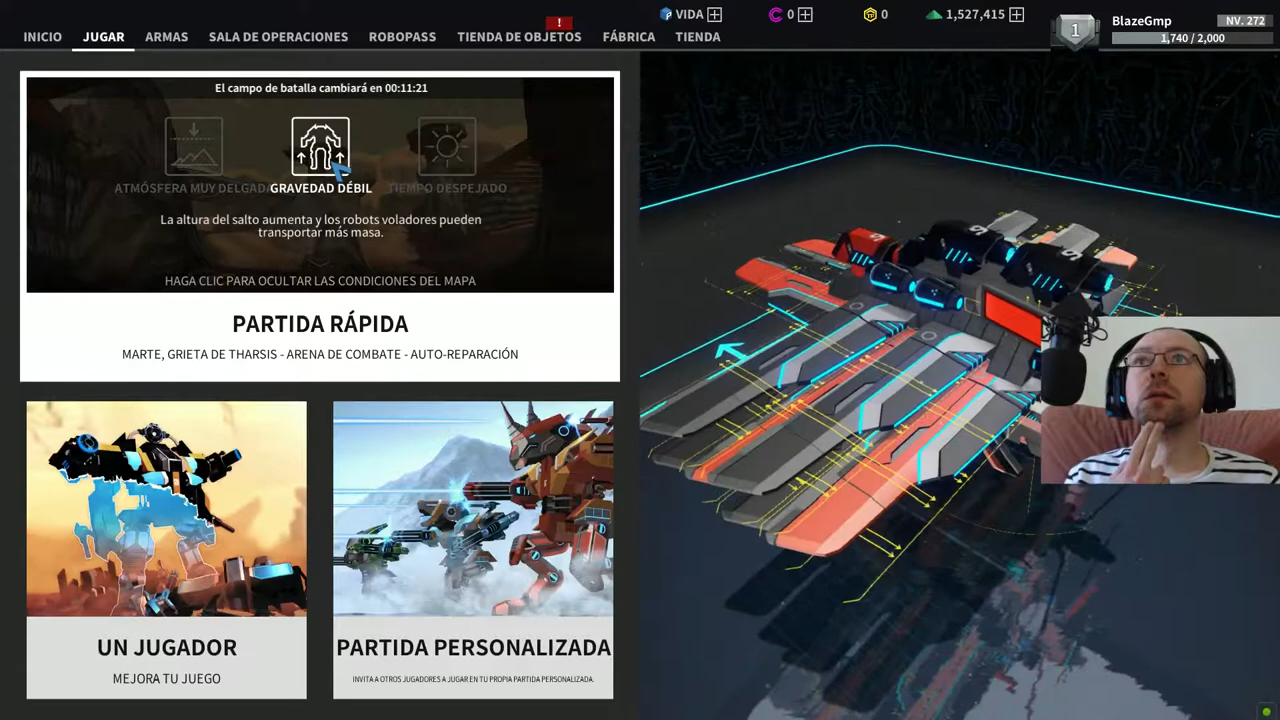 VIDA
0
0
1,527,415
BlazeGmp
NV. 272
1
1,740 / 2,000
INICIO
JUGAR
ARMAS
SALA DE OPERACIONES
ROBOPASS
TIENDA DE OBJETOS
!
FÁBRICA
TIENDA
El campo de batalla cambiará en 00:11:21
ATMÓSFERA MUY DELGADA
GRAVEDAD DÉBIL
TIEMPO DESPEJADO
La altura del salto aumenta y los robots voladores pueden
transportar más masa.
HAGA CLIC PARA OCULTAR LAS CONDICIONES DEL MAPA
PARTIDA RÁPIDA
MARTE, GRIETA DE THARSIS - ARENA DE COMBATE - AUTO-REPARACIÓN
UN JUGADOR
MEJORA TU JUEGO
PARTIDA PERSONALIZADA
INVITA A OTROS JUGADORES A JUGAR EN TU PROPIA PARTIDA PERSONALIZADA.